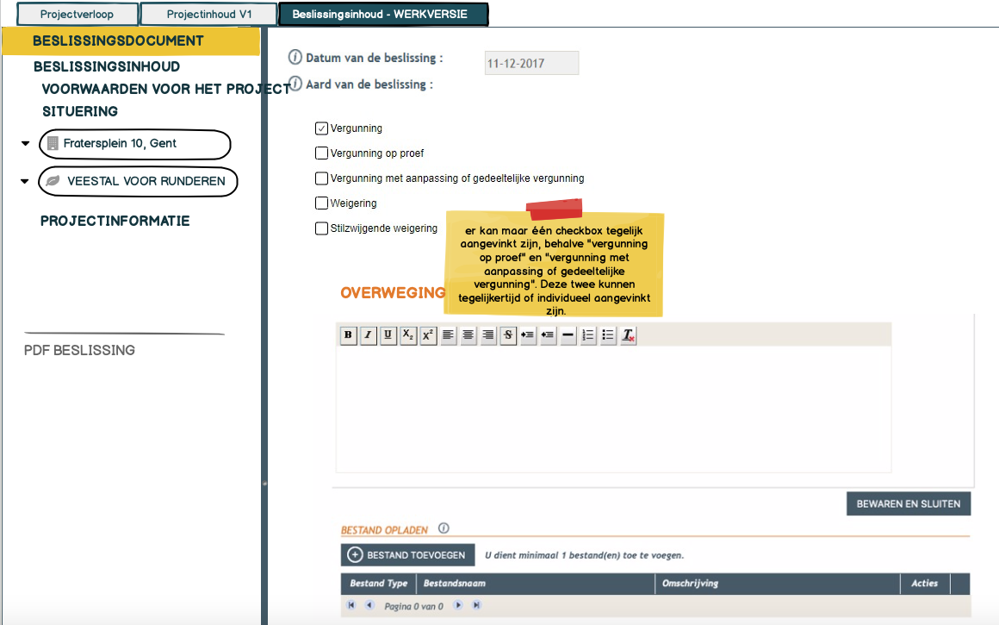 Projectverloop
Projectinhoud V1
Beslissingsinhoud - WERKVERSIE
BESLISSINGSDOCUMENT
BESLISSINGSINHOUD
VOORWAARDEN VOOR HET PROJECT
SITUERING
Fratersplein 10, Gent
VEESTAL VOOR RUNDEREN
PROJECTINFORMATIE
PDF BESLISSING
Datum van de beslissing :
11-12-2017
Aard van de beslissing :
Vergunning
Vergunning op proef
Vergunning met aanpassing of gedeeltelijke vergunning
Weigering
Stilzwijgende weigering
er kan maar één checkbox tegelijk
aangevinkt zijn, behalve "vergunning
op proef" en "vergunning met
aanpassing of gedeeltelijke
vergunning". Deze twee kunnen
tegelijkertijd of individueel aangevinkt
zijn.
OVERWEGING
B I U X2 X2 S T
BEWAREN EN SLUITEN
BESTAND OPLADEN
BESTAND TOEVOEGEN
U dient minimaal 1 bestand(en) toe te voegen.
Bestand Type Bestandsnaam Omschrijving Acties
Pagina 0 van 0